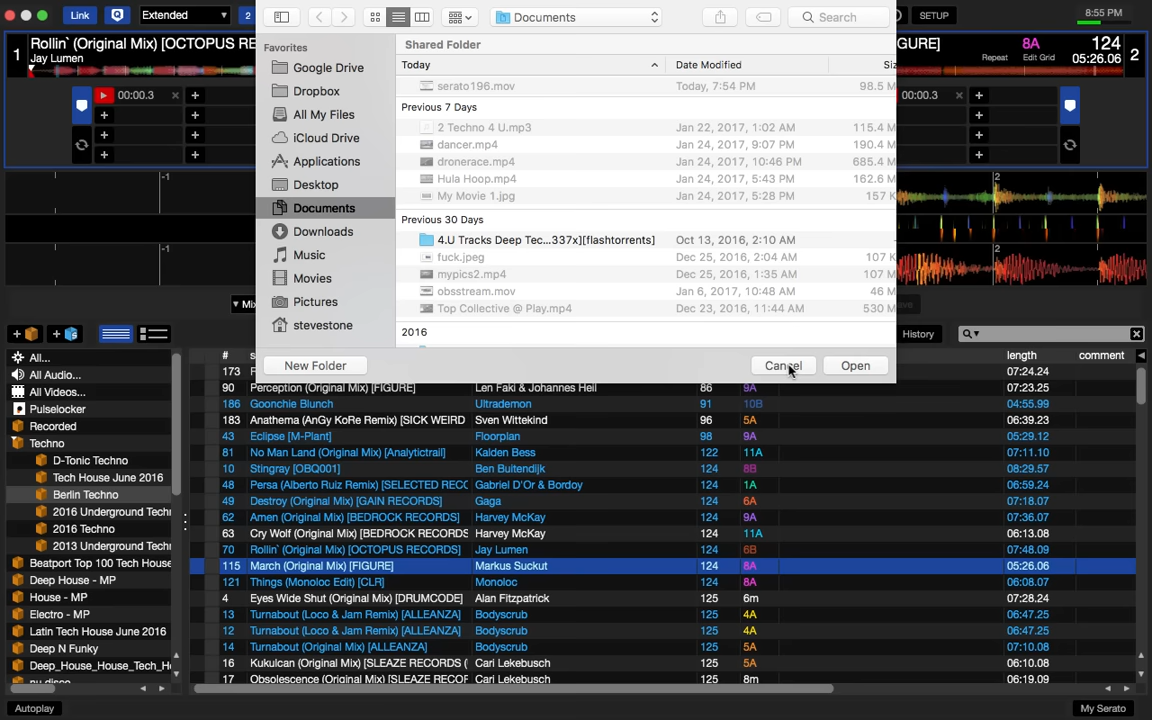 Link
Extended
2
Documents
Search
SETUP
8:55 PM
1
Rollin` (Original Mix) [OCTOPUS RE
Jay Lumen
Favorites
Google Drive
Dropbox
All My Files
iCloud Drive
Applications
Desktop
Documents
Downloads
Music
Movies
Pictures
stevestone
Shared Folder
Today
Date Modified
Siz
serato196.mov Today, 7:54 PM 98.5 M
Previous 7 Days
2 Techno 4 U.mp3 Jan 22, 2017, 1:02 AM 115.4 M
dancer.mp4 Jan 24, 2017, 9:07 PM 190.4 M
dronerace.mp4 Jan 24, 2017, 10:46 PM 685.4 M
Hula Hoop.mp4 Jan 24, 2017, 5:43 PM 162.6 M
My Movie 1.jpg Jan 24, 2017, 5:28 PM 157 K
Previous 30 Days
4.U Tracks Deep Tec...337x][flashtorrents] Oct 13, 2016, 2:10 AM
fuck.jpeg Dec 25, 2016, 2:04 AM 107 K
mypics2.mp4 Dec 25, 2016, 1:35 AM 107 M
obsstream.mov Jan 6, 2017, 10:48 AM 46 M
Top Collective @ Play.mp4 Dec 23, 2016, 11:44 AM 530 M
2016
New Folder
Cancel
Open
GURE]
8A
124
Repeat
Edit Grid
05:26.06
2
00:00.3
00:00.3
-1
-1
2
2
Mix
History
All...
All Audio...
All Videos...
Pulselocker
Recorded
Techno
D-Tonic Techno
Tech House June 2016
Berlin Techno
2016 Underground Techn
2016 Techno
2013 Underground Techn
Beatport Top 100 Tech House
Deep House - MP
House - MP
Electro - MP
Latin Tech House June 2016
Deep N Funky
Deep_House_House_Tech_H
nu disco
# s length comment
173 F 07:24.24
90 Perception (Original Mix) [FIGURE] Len Faki & Johannes Heil 86 9A 07:23.25
186 Goonchie Blunch Ultrademon 91 10B 04:55.99
183 Anathema (AnGy KoRe Remix) [SICK WEIRD Sven Wittekind 96 5A 06:39.23
43 Eclipse [M-Plant] Floorplan 98 9A 05:29.12
81 No Man Land (Original Mix) [Analytictrail] Kalden Bess 122 11A 07:11.10
10 Stingray [OBQ001] Ben Buitendijk 124 8B 08:29.57
48 Persa (Alberto Ruiz Remix) [SELECTED RECC Gabriel D'Or & Bordoy 124 1A 06:59.24
49 Destroy (Original Mix) [GAIN RECORDS] Gaga 124 6A 07:18.07
62 Amen (Original Mix) [BEDROCK RECORDS] Harvey McKay 124 9A 07:36.07
63 Cry Wolf (Original Mix) [BEDROCK RECORDS Harvey McKay 124 11A 06:13.08
70 Rollin` (Original Mix) [OCTOPUS RECORDS] Jay Lumen 124 6B 07:48.09
115 March (Original Mix) [FIGURE] Markus Suckut 124 8A 05:26.06
121 Things (Monoloc Edit) [CLR] Monoloc 124 8A 06:08.07
4 Eyes Wide Shut (Original Mix) [DRUMCODE] Alan Fitzpatrick 125 6m 07:28.24
13 Turnabout (Loco & Jam Remix) [ALLEANZA] Bodyscrub 125 4A 06:47.25
12 Turnabout (Loco & Jam Remix) [ALLEANZA] Bodyscrub 125 4A 06:47.25
14 Turnabout (Original Mix) [ALLEANZA] Bodyscrub 125 5A 07:10.08
16 Kukulcan (Original Mix) [SLEAZE RECORDS ( Cari Lekebusch 125 5A 06:10.08
17 Obsolescence (Original Mix) [SLEAZE RECOF Cari Lekebusch 125 8m 06:19.09
Autoplay
My Serato